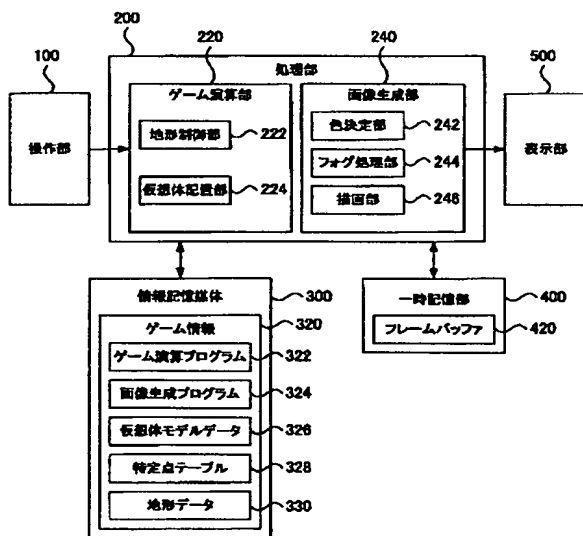 200
220
240
100
処理部
500
ゲーム演算部
画像生成部
操作部
地形制御部
222
色決定部
242
表示部
フォグ処理部
244
仮想体配置部
224
描画部
246
情報記憶媒体
300
一時記憶部
400
ゲーム情報
320
フレームバッファ
420
ゲーム演算プログラム
322
画像生成プログラム
324
仮想体モデルデータ
326
特定点テーブル
328
地形データ
330